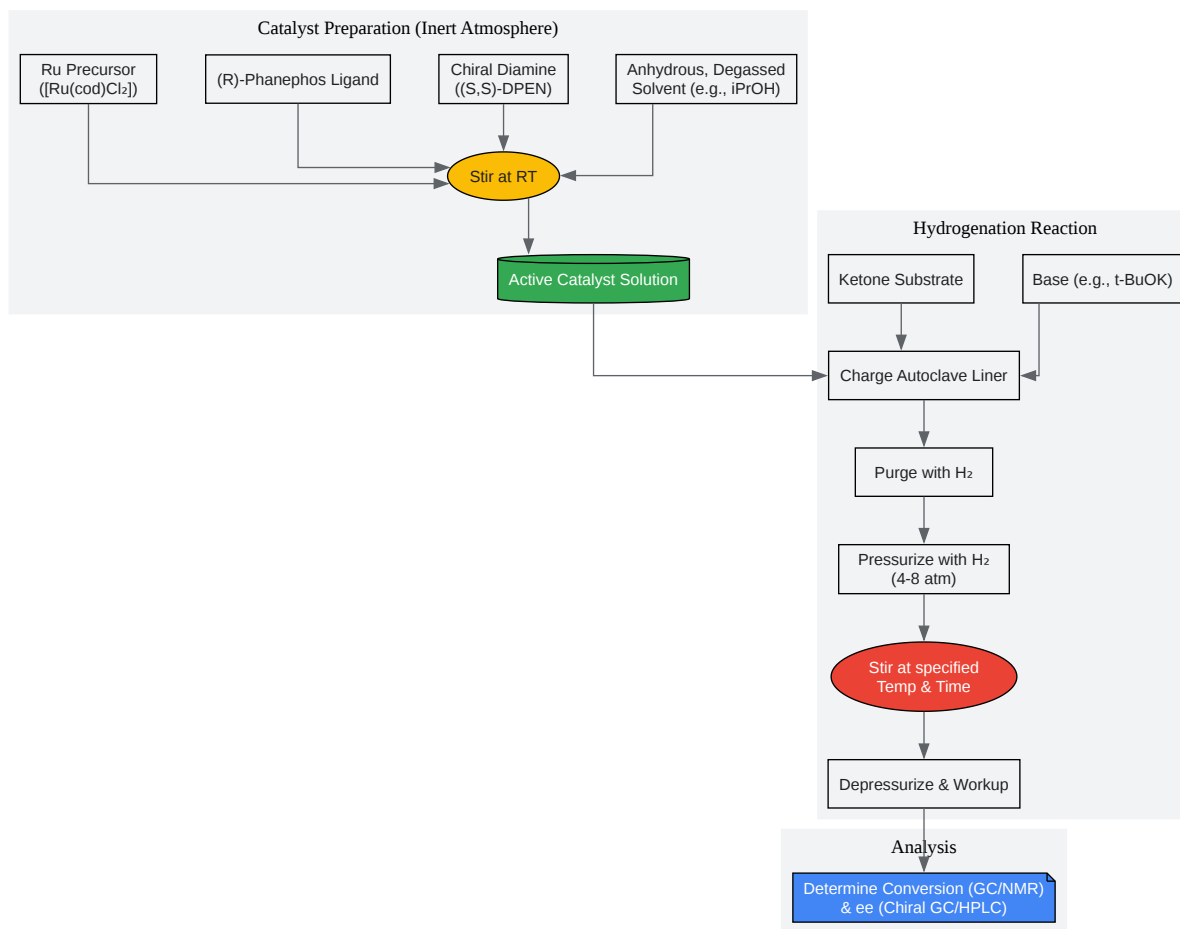 Catalyst Preparation (Inert Atmosphere)
Ru Precursor
([Ru(cod)Cl₂])
(R)-Phanephos Ligand
Chiral Diamine
((S,S)-DPEN)
Anhydrous, Degassed
Solvent (e.g., iPrOH)
Stir at RT
Active Catalyst Solution
Hydrogenation Reaction
Ketone Substrate
Base (e.g., t-BuOK)
Charge Autoclave Liner
Purge with H₂
Pressurize with H₂
(4-8 atm)
Stir at specified
Temp & Time
Depressurize & Workup
Analysis
Determine Conversion (GC/NMR)
& ee (Chiral GC/HPLC)